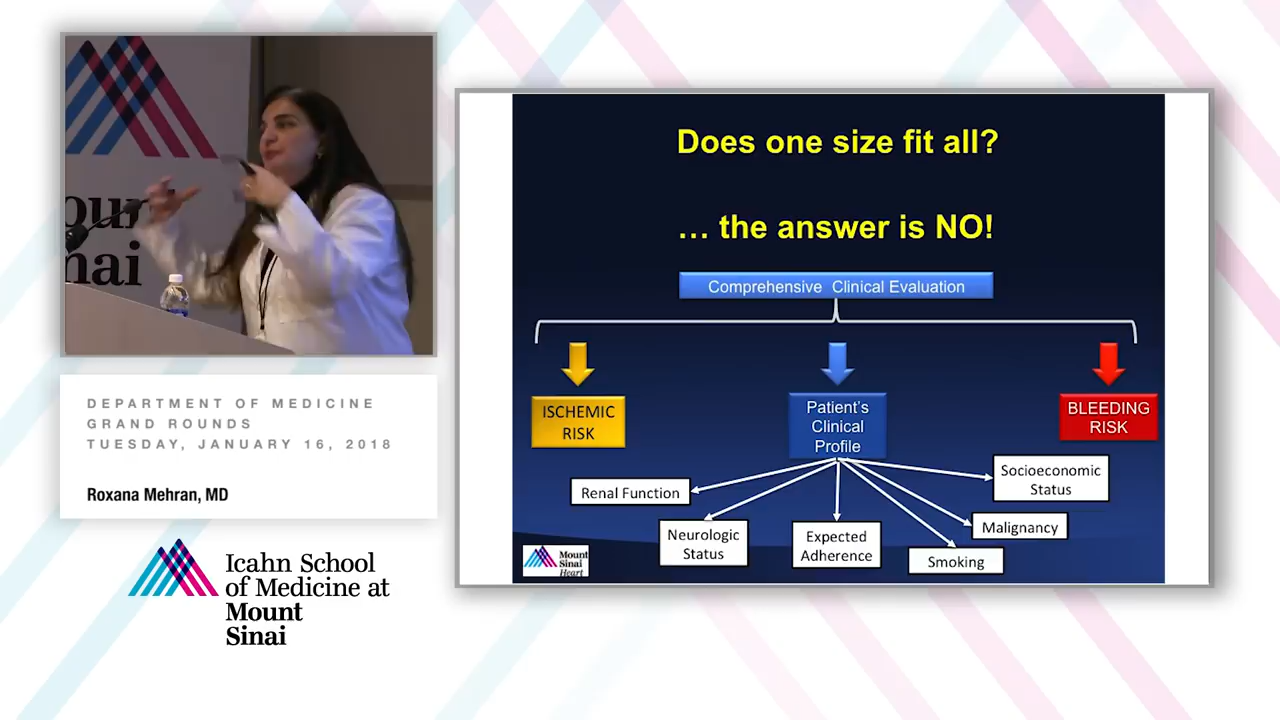 oun
nai
DEPARTMENT OF MEDICINE
GRAND ROUNDS
TUESDAY, JANUARY 16, 2018
Roxana Mehran, MD
Icahn School
of Medicine at
Mount
Sinai
Does one size fit all?
... the answer is NO!
Comprehensive Clinical Evaluation
ISCHEMIC
RISK
Patient's
Clinical
Profile
BLEEDING
RISK
Renal Function
Neurologic
Status
Expected
Adherence
Smoking
Malignancy
Socioeconomic
Status
Mount
Sinai
Heart